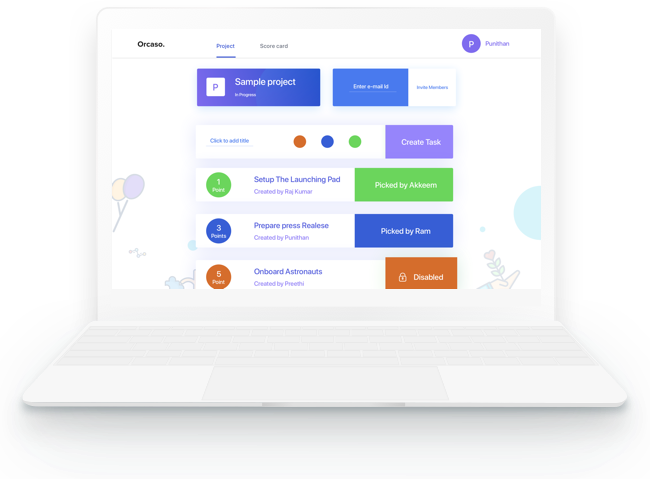 Orcaso.
Project
Score card
P
Punithan
P
Sample project
In Progress
Enter e-mail Id
Invite Members
Click to add title
Create Task
1
Point
Setup The Launching Pad
Created by Raj Kumar
Picked by Akkeem
3
Points
Prepare press Realese
Created by Punithan
Picked by Ram
5
Point
Onboard Astronauts
Created by Preethi
Disabled